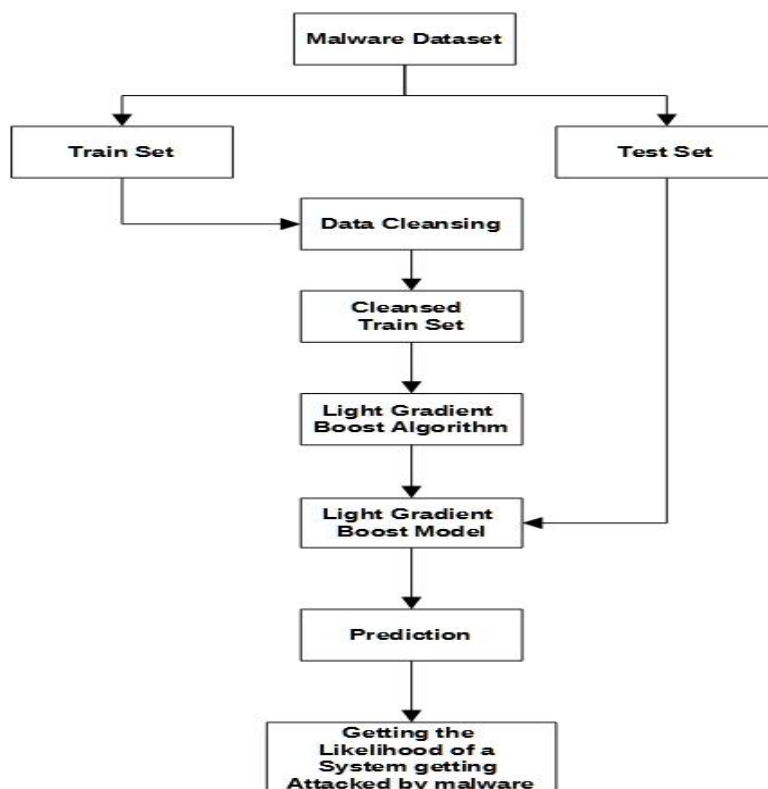 Malware Dataset
Train Set
Test Set
Data Cleansing
Cleansed
Train Set
Light Gradient
Boost Algorithm
Light Gradient
Boost Model
Prediction
Getting the
Likelihood of a
System getting
Attacked by malware